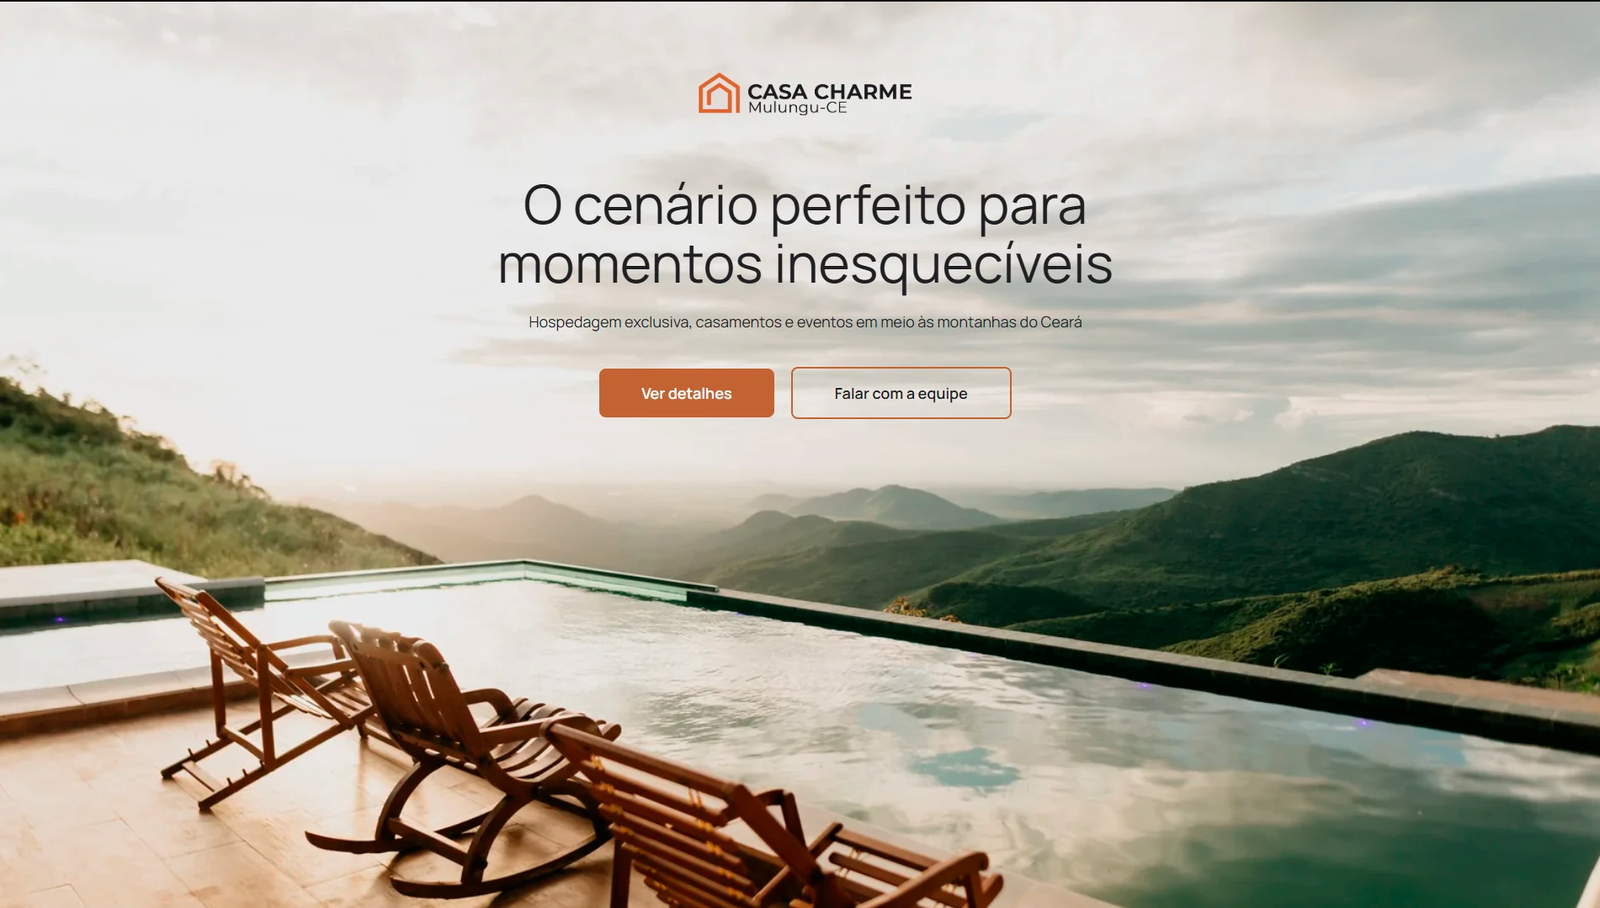 CASA CHARME
Mulungu-CE
O cenário perfeito para
momentos inesquecíveis
Hospedagem exclusiva, casamentos e eventos em meio às montanhas do Ceará
Ver detalhes
Falar com a equipe